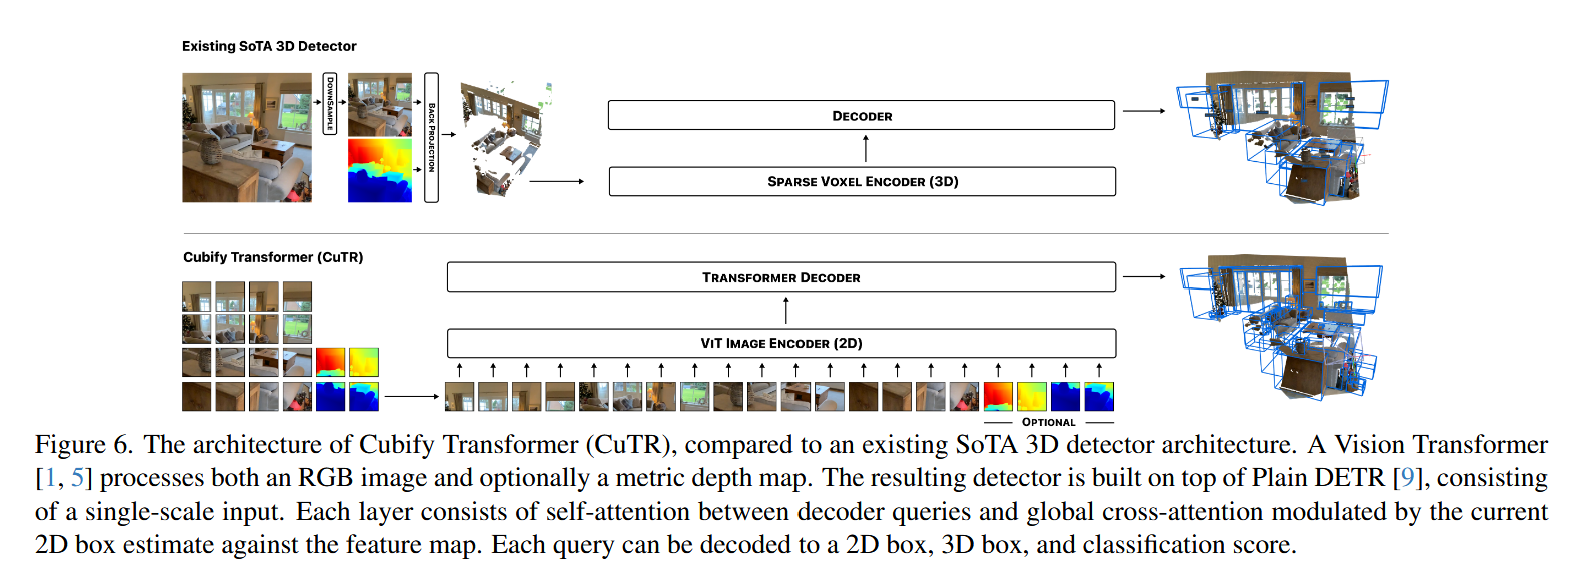 Existing SoTA 3D Detector
DownSample
Back Projection
Decoder
Sparse Voxel Encoder (3D)
Cubify Transformer (CuTR)
Transformer Decoder
ViT Image Encoder (2D)
Optional
Figure 6. The architecture of Cubify Transformer (CuTR), compared to an existing SoTA 3D detector architecture. A Vision Transformer
[1, 5] processes both an RGB image and optionally a metric depth map. The resulting detector is built on top of Plain DETR [9], consisting
of a single-scale input. Each layer consists of self-attention between decoder queries and global cross-attention modulated by the current
2D box estimate against the feature map. Each query can be decoded to a 2D box, 3D box, and classification score.